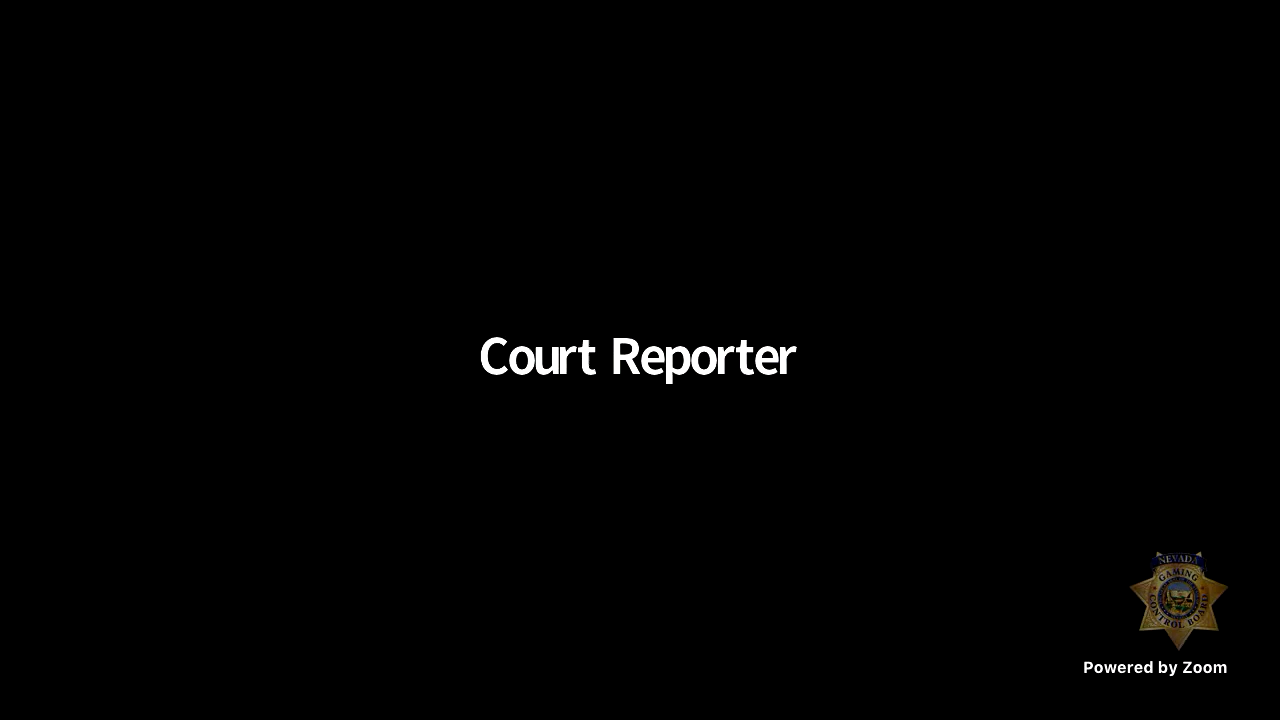 Court Reporter
NEVADA
GAMING
CONTROL BOARD
Powered by Zoom